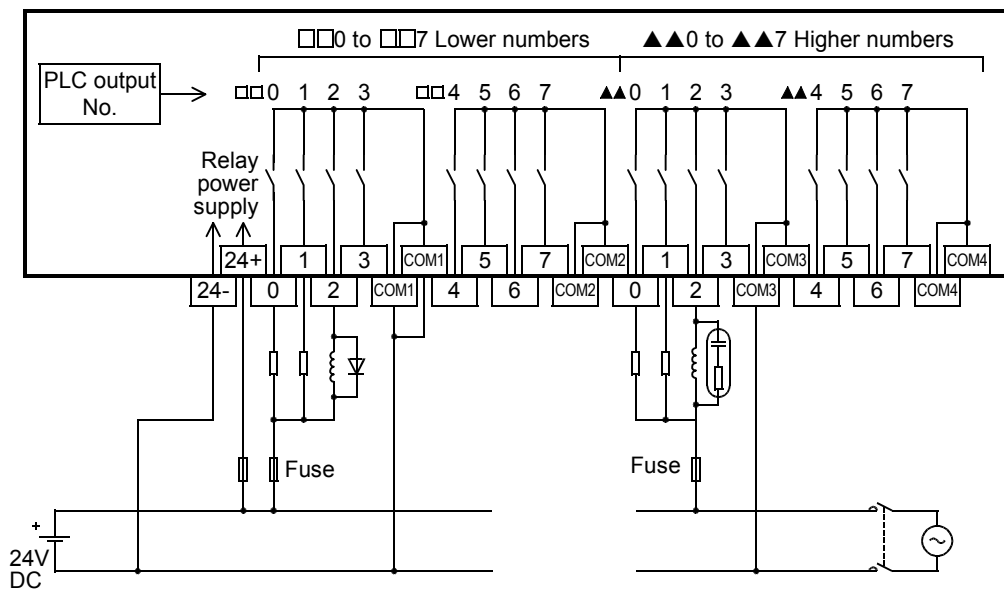 □□0 to □□7 Lower numbers ▲▲0 to ▲▲7 Higher numbers
PLC output
No.
□□0 1 2 3 □□4 5 6 7 ▲▲0 1 2 3 ▲▲4 5 6 7
Relay
power
supply
24+ 1 3 COM1 5 7 COM2 1 3 COM3 5 7 COM4
24- 0 2 COM1 4 6 COM2 0 2 COM3 4 6 COM4
Fuse Fuse
+
24V
DC